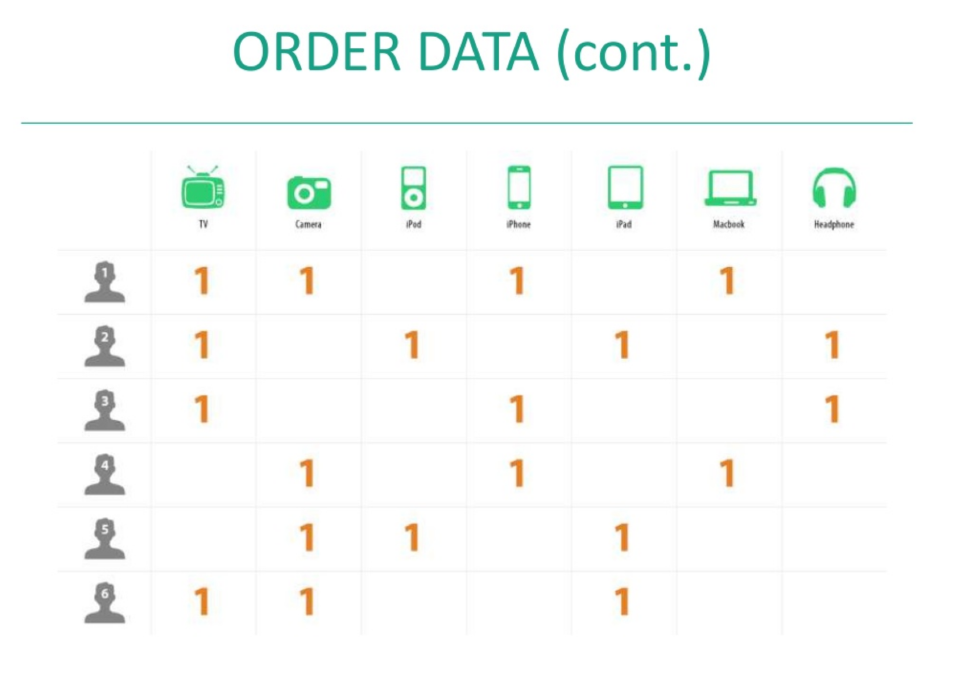 ORDER DATA (cont.)
TV Camera iPod iPhone iPad Macbook Headphone
1 1 1 1 1
2 1 1 1 1
3 1 1 1
4 1 1 1
5 1 1 1
6 1 1 1